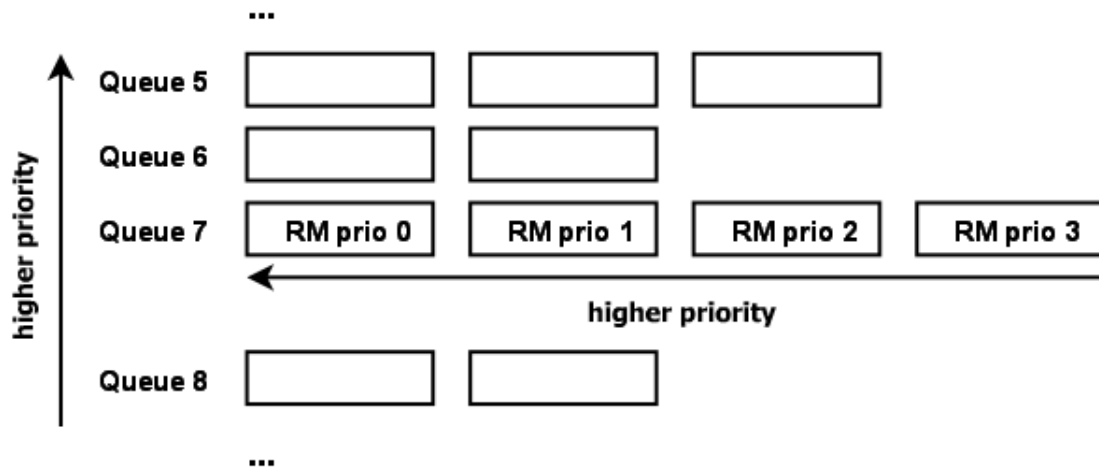 ...
Queue 5
Queue 6
Queue 7 RM prio 0 RM prio 1 RM prio 2 RM prio 3
higher priority
higher priority
Queue 8
...